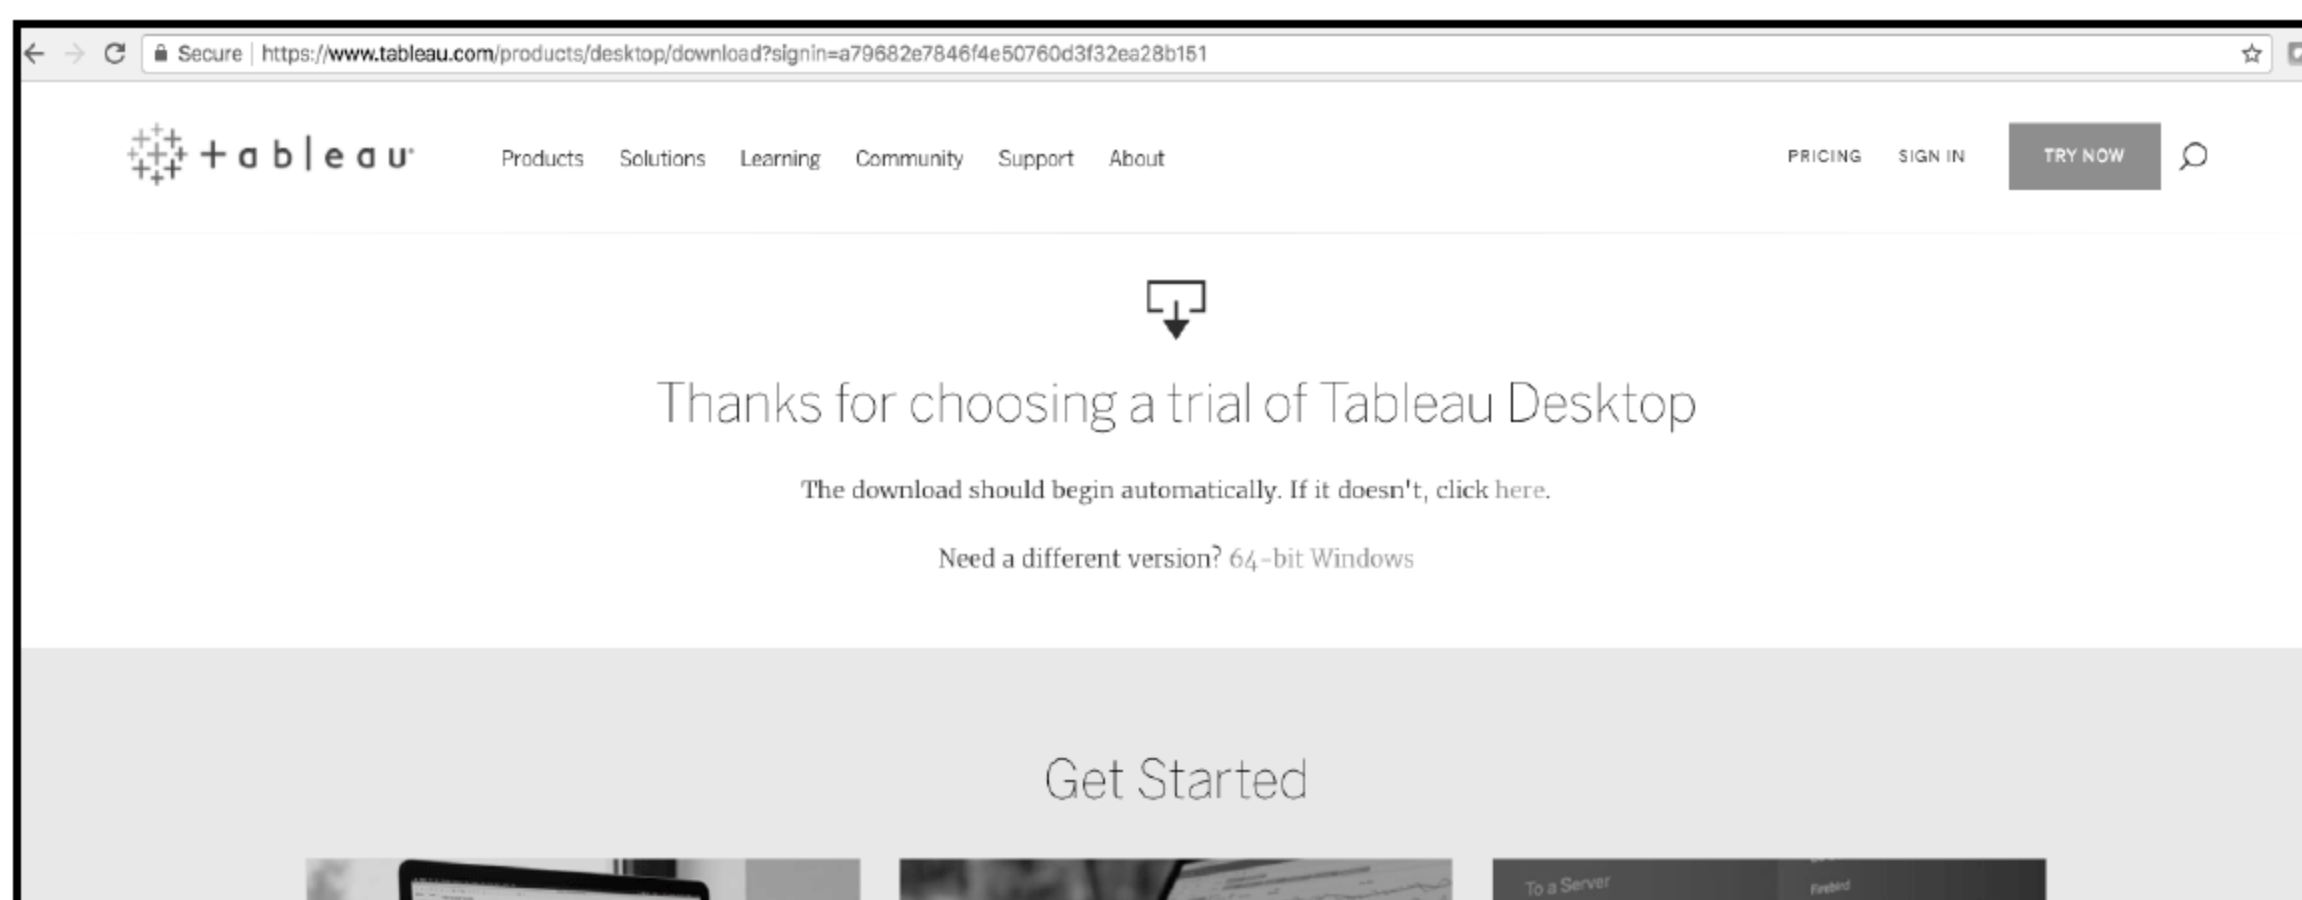 Secure https://www.tableau.com/products/desktop/download?signin=a79682e7846f4e50760d3f32ea28b151
+ableau Products Solutions Learning Community Support About PRICING SIGN IN TRY NOW
Thanks for choosing a trial of Tableau Desktop
The download should begin automatically. If it doesn't, click here.
Need a different version? 64-bit Windows
Get Started
To a Server Firebird